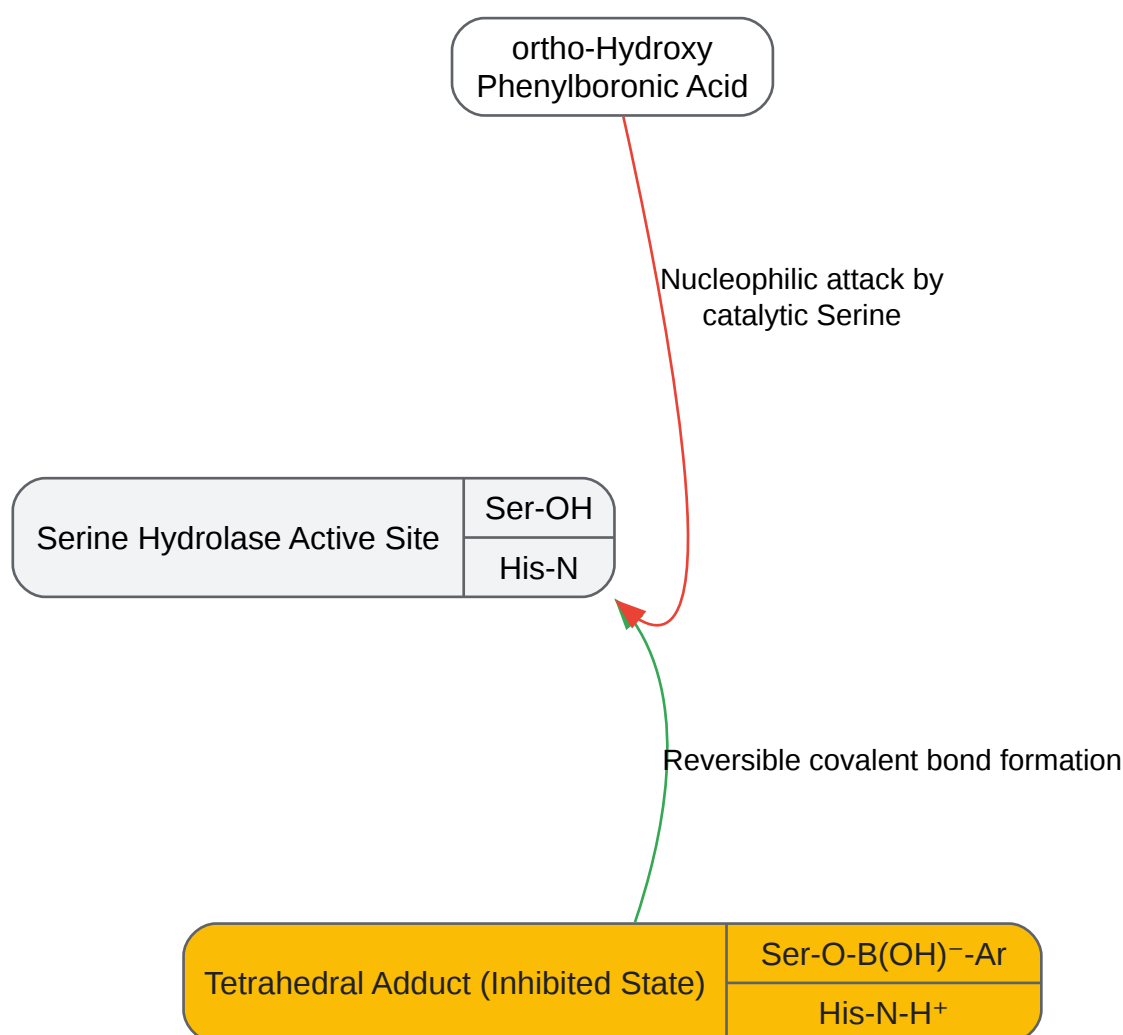 ortho-Hydroxy
Phenylboronic Acid
Nucleophilic attack by
catalytic Serine
Serine Hydrolase Active Site
Ser-OH
His-N
Reversible covalent bond formation
Tetrahedral Adduct (Inhibited State)
Ser-O-B(OH)⁻-Ar
His-N-H⁺